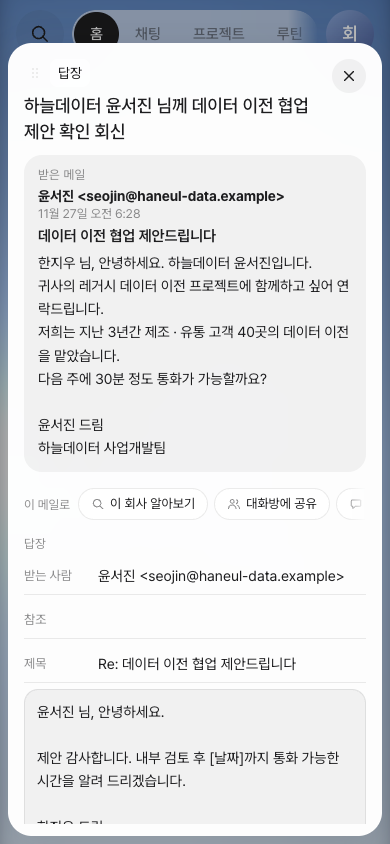 홈 채팅 프로젝트 루틴 회
답장
하늘데이터 윤서진 님께 데이터 이전 협업
제안 확인 회신
받은 메일
윤서진 <seojin@haneul-data.example>
11월 27일 오전 6:28
데이터 이전 협업 제안드립니다
한지우 님, 안녕하세요. 하늘데이터 윤서진입니다.
귀사의 레거시 데이터 이전 프로젝트에 함께하고 싶어 연
락드립니다.
저희는 지난 3년간 제조 · 유통 고객 40곳의 데이터 이전
을 맡았습니다.
다음 주에 30분 정도 통화가 가능할까요?
윤서진 드림
하늘데이터 사업개발팀
이 메일로 이 회사 알아보기 대화방에 공유
답장
받는 사람 윤서진 <seojin@haneul-data.example>
참조
제목 Re: 데이터 이전 협업 제안드립니다
윤서진 님, 안녕하세요.
제안 감사합니다. 내부 검토 후 [날짜]까지 통화 가능한
시간을 알려 드리겠습니다.